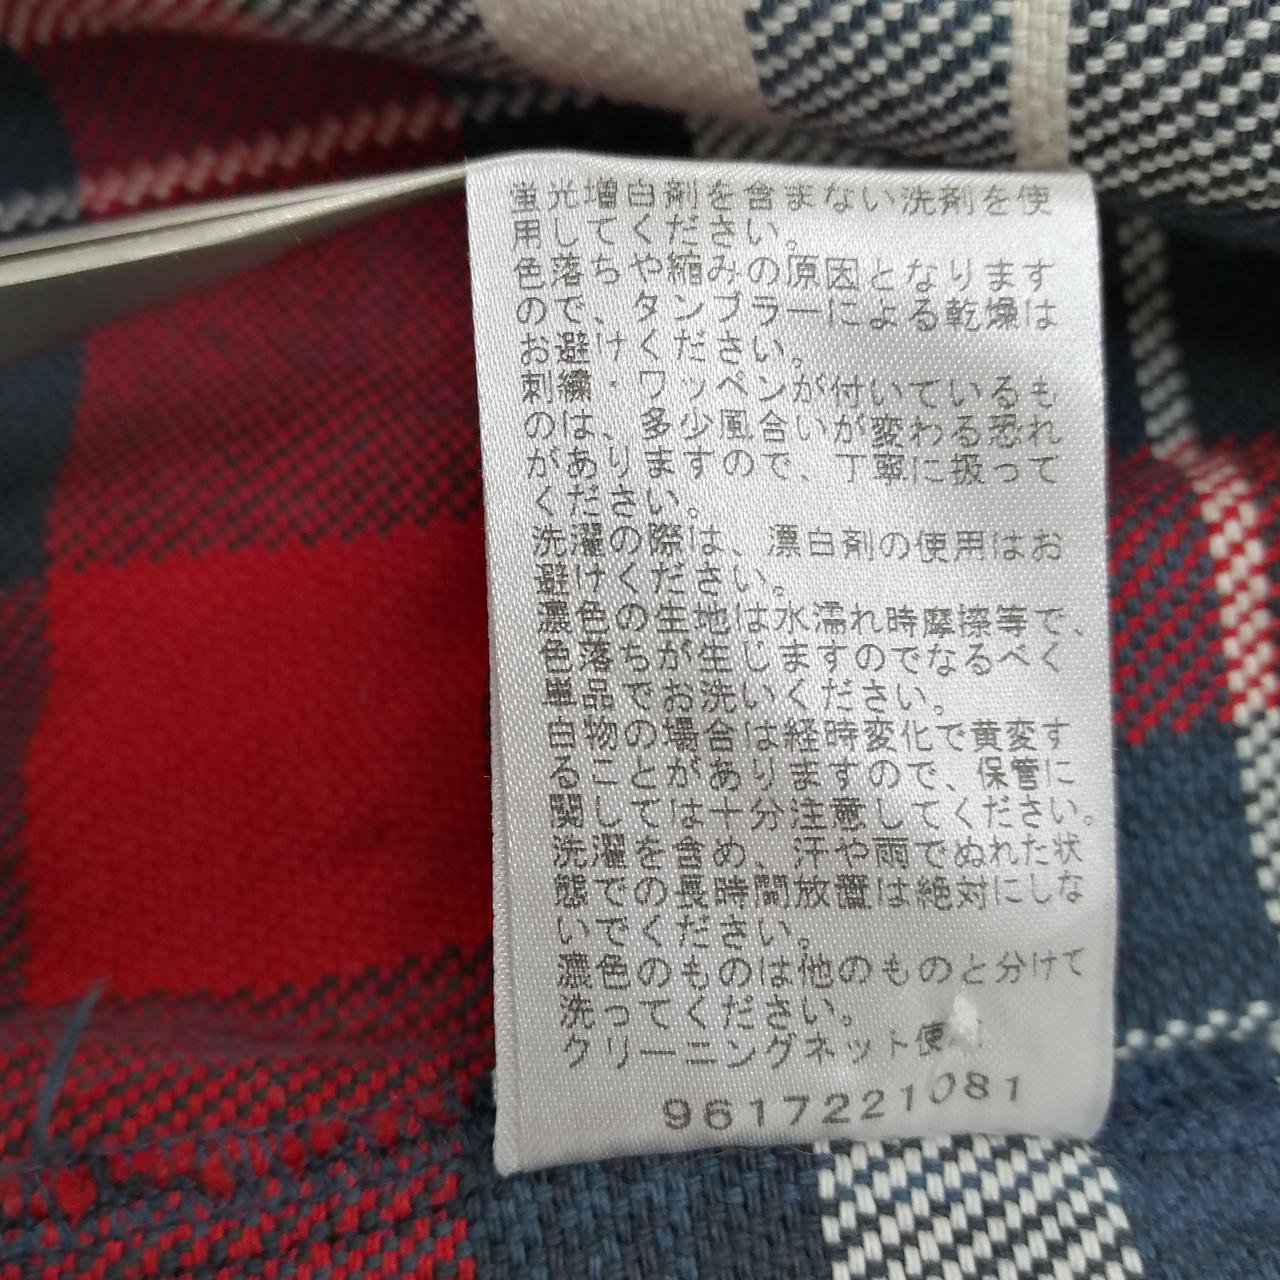 蛍光増白剤を含まない洗剤を使
用してください。
色落ちや縮みの原因となります
ので、タンブラーによる乾燥は
お避けください。
刺繍・ワッペンが付いているも
のは、多少風合いが変わる恐れ
がありますので、丁寧に扱って
ください。
洗濯の際は、漂白剤の使用はお
避けください。
濃色の生地は水濡れ時摩擦等で、
色落ちが生じますのでなるべく
単品でお洗いください。
白物の場合は経時変化で黄変す
ることがありますので、保管に
関しては十分注意してください。
洗濯を含め、汗や雨でぬれた状
態での長時間放置は絶対にしな
いでください。
濃色のものは他のものと分けて
洗ってください。
クリーニングネット使
9617221081